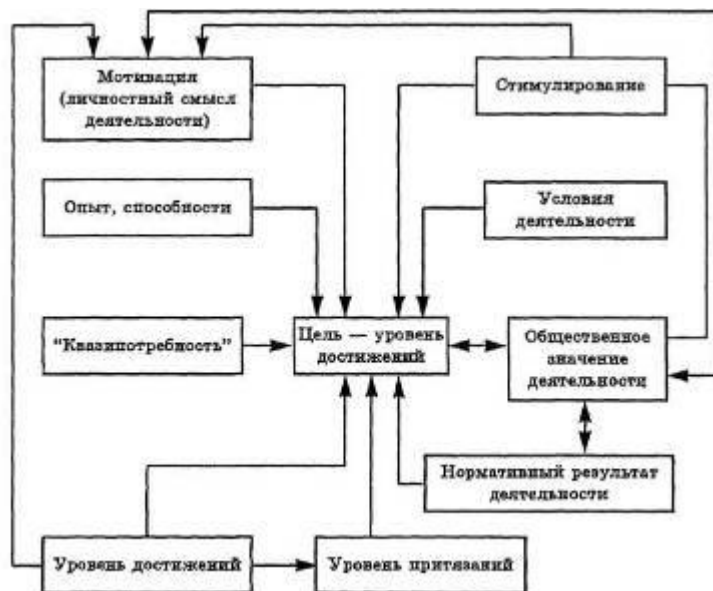 Мотивация
(личностный смысл
деятельности)
Стимулирование
Опыт, способности
Условия
деятельности
"Квазипотребность"
Цель — уровень
достижений
Общественное
значение
деятельности
Нормативный результат
деятельности
Уровень достижений
Уровень притязаний